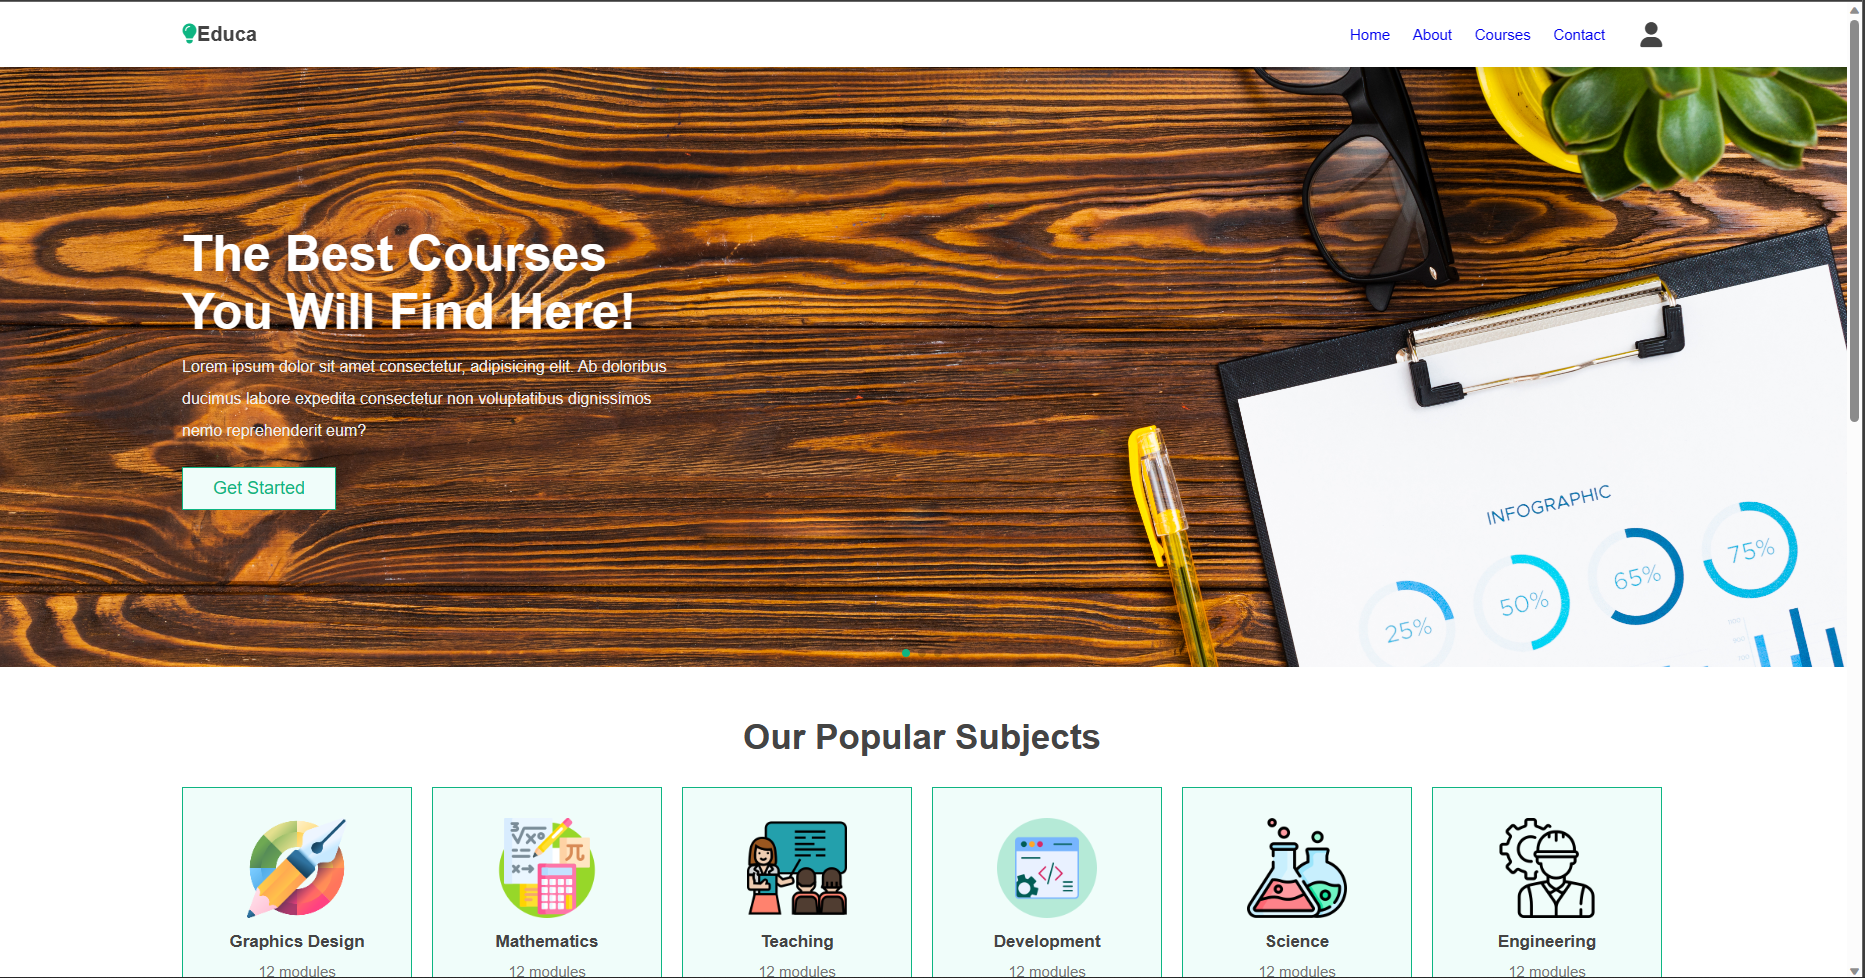 Educa
Home About Courses Contact
The Best Courses
You Will Find Here!
Lorem ipsum dolor sit amet consectetur, adipisicing elit. Ab doloribus
ducimus labore expedita consectetur non voluptatibus dignissimos
nemo reprehenderit eum?
Get Started
INFOGRAPHIC
25% 50% 65% 75%
Our Popular Subjects
Graphics Design
12 modules
Mathematics
12 modules
Teaching
12 modules
Development
12 modules
Science
12 modules
Engineering
12 modules